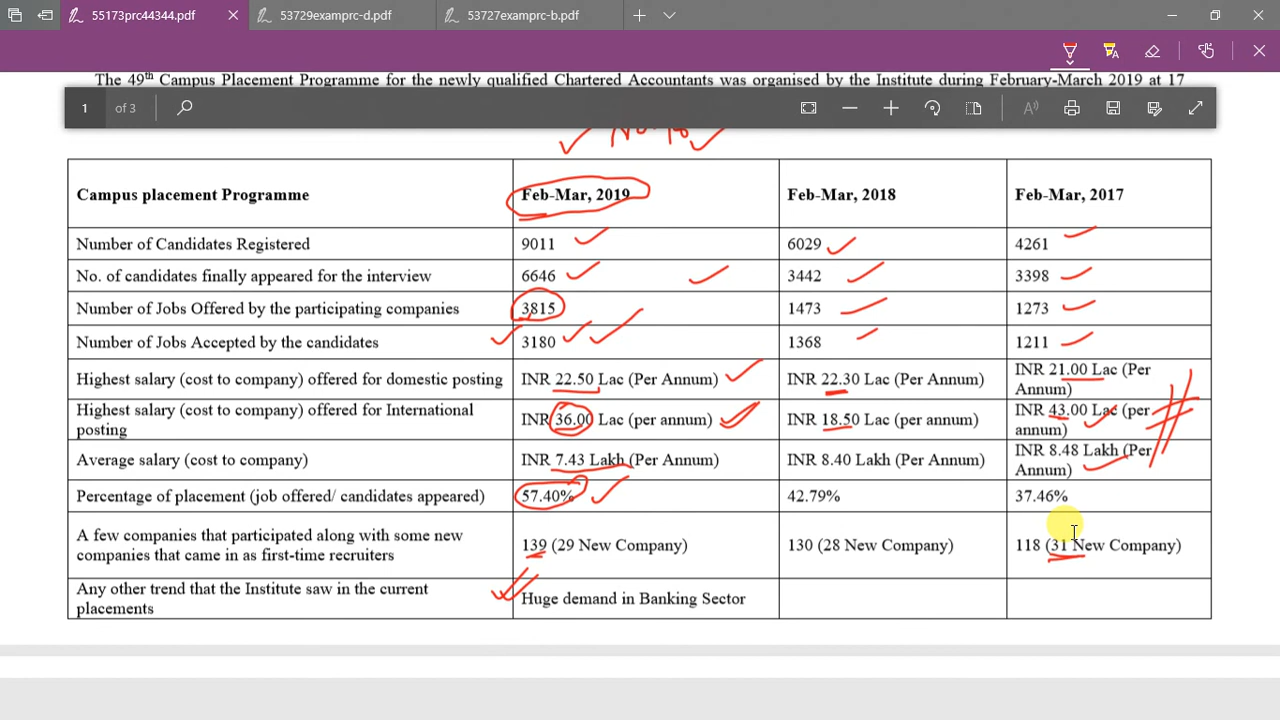 55173prc44344.pdf
53729examprc-d.pdf
53727examprc-b.pdf
The 49th Campus Placement Programme for the newly qualified Chartered Accountants was organised by the Institute during February-March 2019 at 17
1 of 3
Campus placement Programme Feb-Mar, 2019 Feb-Mar, 2018 Feb-Mar, 2017
Number of Candidates Registered 9011 6029 4261
No. of candidates finally appeared for the interview 6646 3442 3398
Number of Jobs Offered by the participating companies 3815 1473 1273
Number of Jobs Accepted by the candidates 3180 1368 1211
Highest salary (cost to company) offered for domestic posting INR 22.50 Lac (Per Annum) INR 22.30 Lac (Per Annum) INR 21.00 Lac (Per
Annum)
Highest salary (cost to company) offered for International
posting INR 36.00 Lac (per annum) INR 18.50 Lac (per annum) INR 43.00 Lac (per
annum)
Average salary (cost to company) INR 7.43 Lakh (Per Annum) INR 8.40 Lakh (Per Annum) INR 8.48 Lakh (Per
Annum)
Percentage of placement (job offered/ candidates appeared) 57.40% 42.79% 37.46%
A few companies that participated along with some new
companies that came in as first-time recruiters 139 (29 New Company) 130 (28 New Company) 118 (31 New Company)
Any other trend that the Institute saw in the current
placements Huge demand in Banking Sector